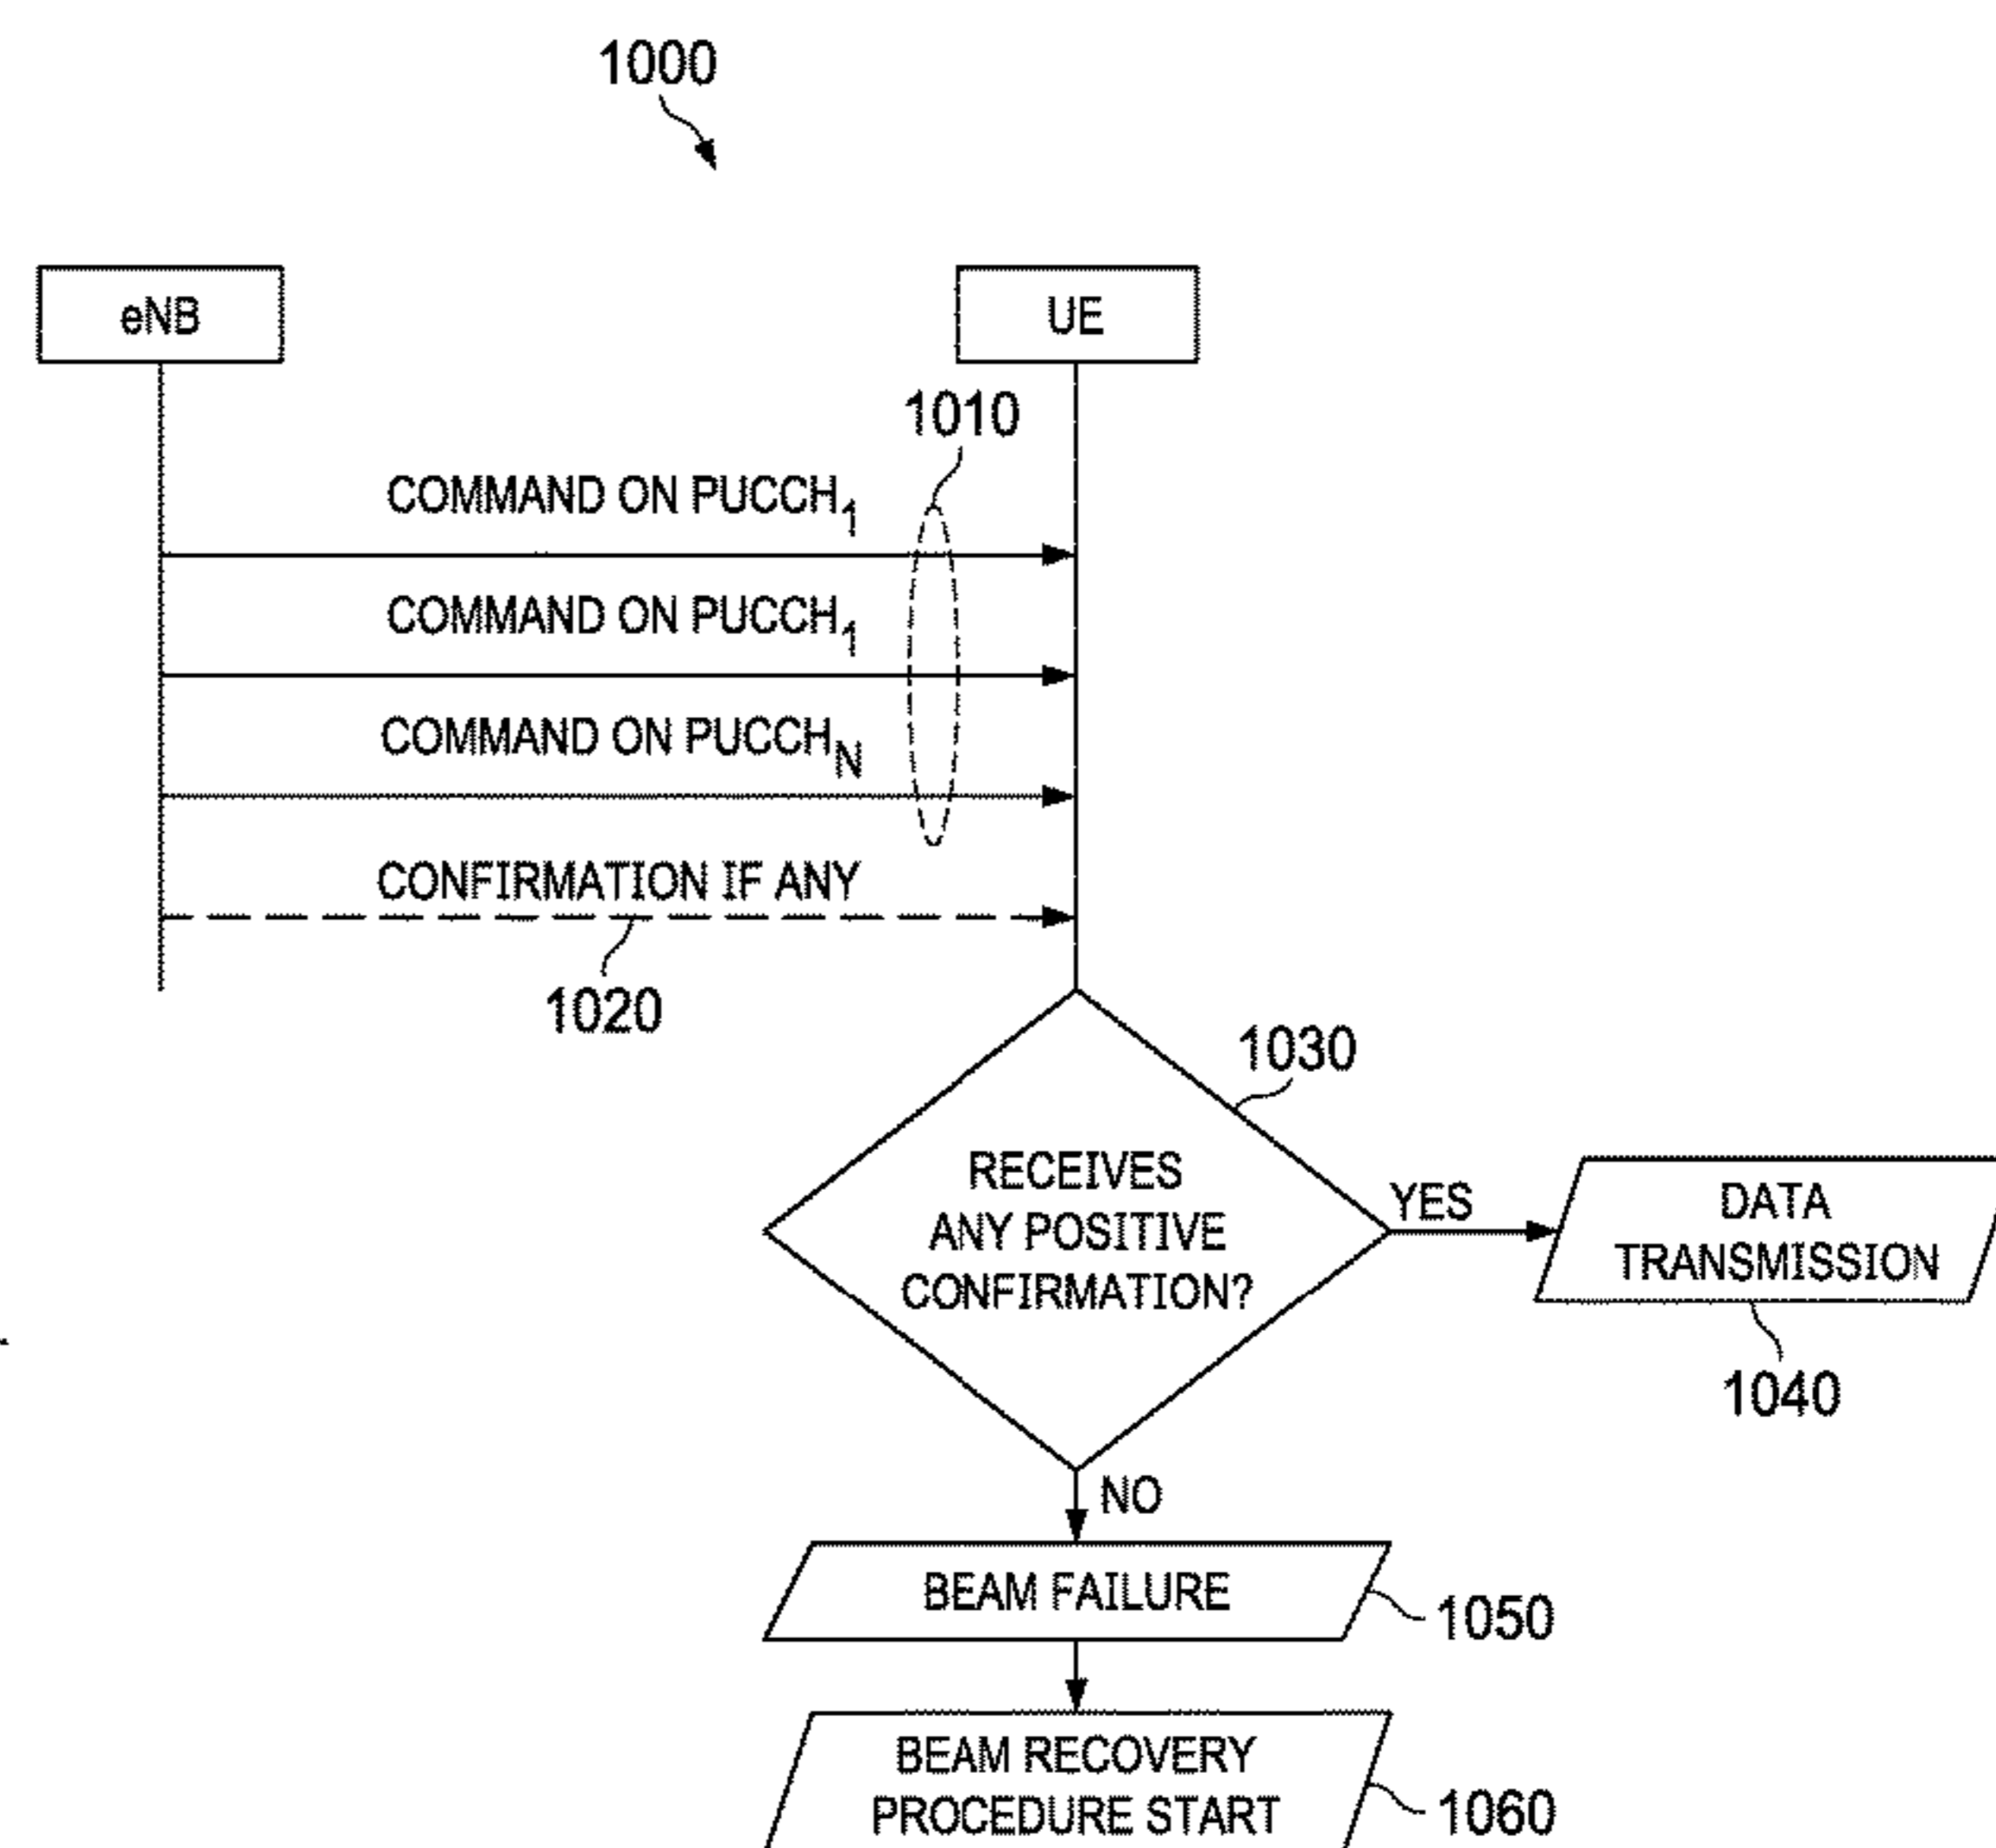 1000
eNB
UE
1010
COMMAND ON PUCCH1
COMMAND ON PUCCH1
COMMAND ON PUCCHN
CONFIRMATION IF ANY
1020
1030
RECEIVES
ANY POSITIVE
CONFIRMATION?
YES
DATA
TRANSMISSION
1040
NO
BEAM FAILURE
1050
BEAM RECOVERY
PROCEDURE START
1060